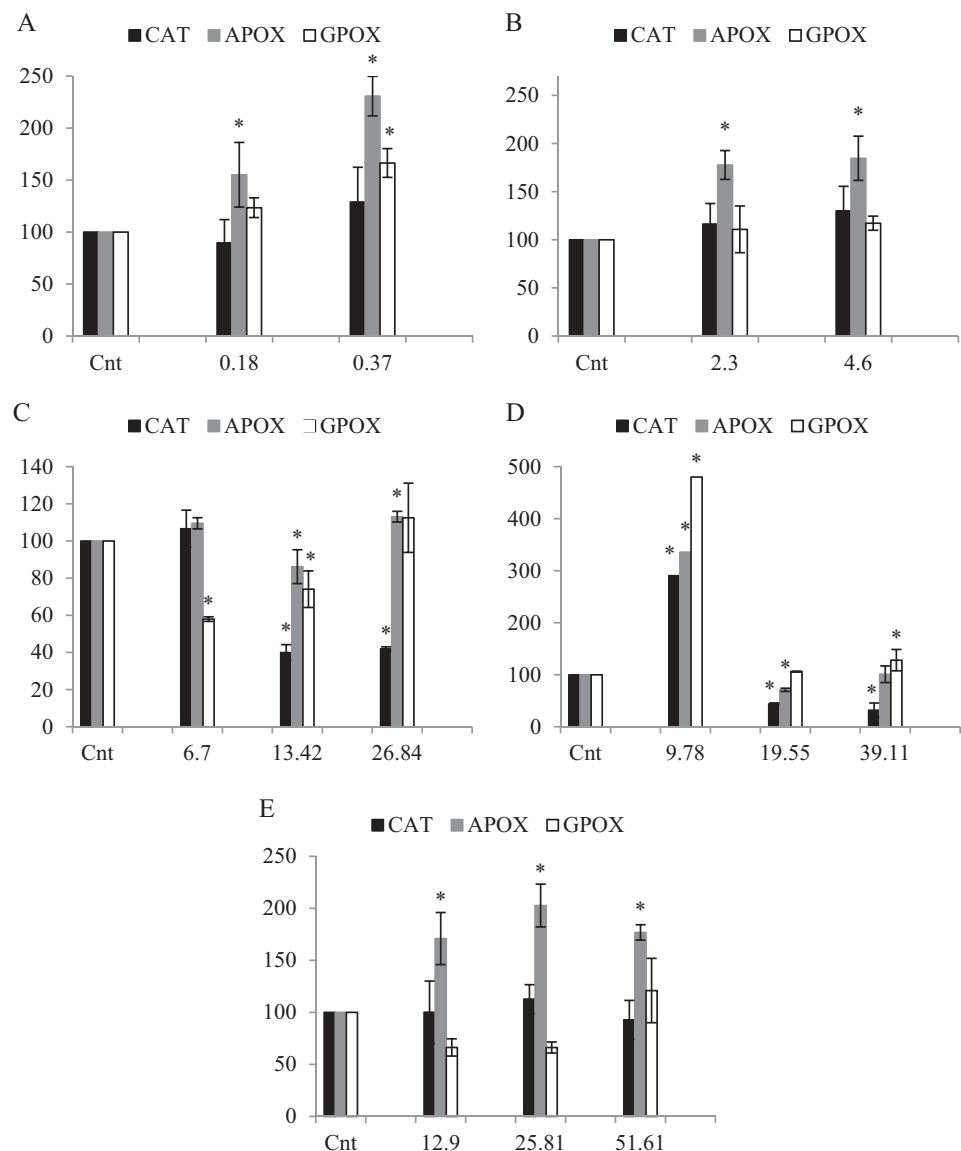 A
CAT APOX GPOX
250
200
150
100
50
0
* * *
Cnt 0.18 0.37
B
CAT APOX GPOX
250
200
150
100
50
0
* *
Cnt 2.3 4.6
C
CAT APOX GPOX
140
120
100
80
60
40
20
0
* * * * * *
Cnt 6.7 13.42 26.84
D
CAT APOX GPOX
500
400
300
200
100
0
* * * * * * *
Cnt 9.78 19.55 39.11
E
CAT APOX GPOX
250
200
150
100
50
0
* * *
Cnt 12.9 25.81 51.61